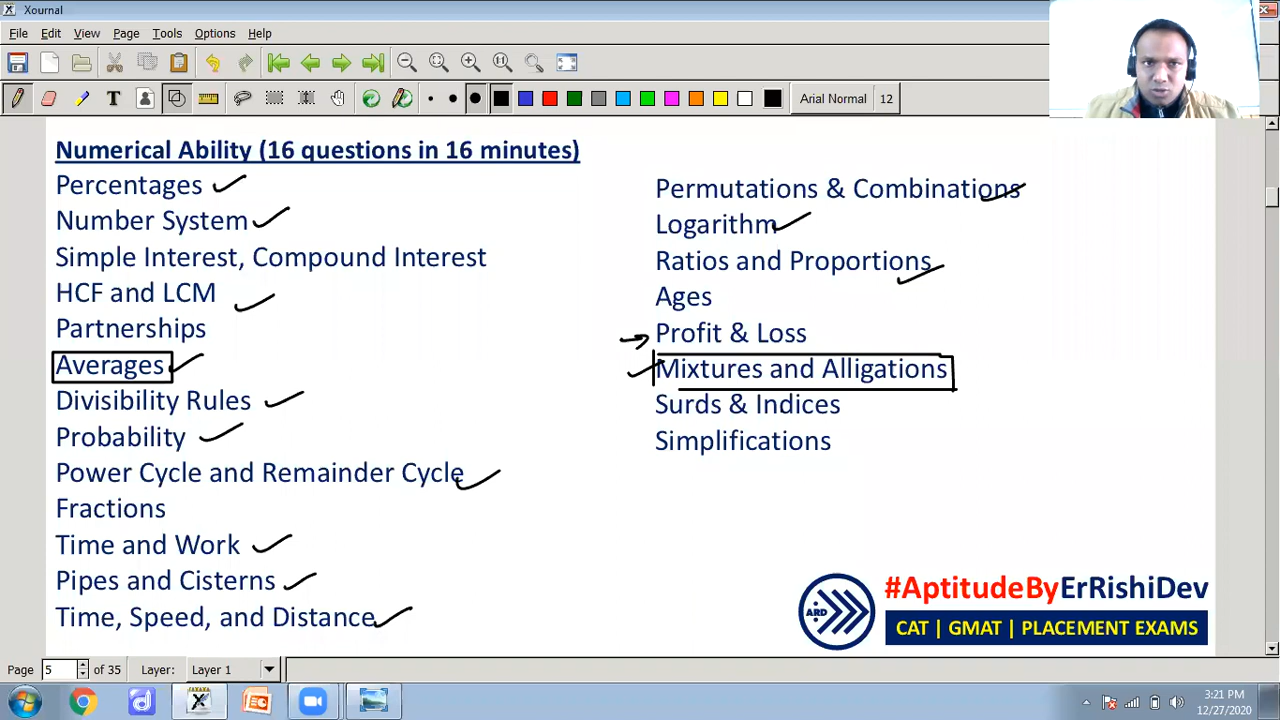 Xournal
File Edit View Page Tools Options Help
Arial Normal 12
Numerical Ability (16 questions in 16 minutes)
Percentages
Number System
Simple Interest, Compound Interest
HCF and LCM
Partnerships
Averages
Divisibility Rules
Probability
Power Cycle and Remainder Cycle
Fractions
Time and Work
Pipes and Cisterns
Time, Speed, and Distance
Permutations & Combinations
Logarithm
Ratios and Proportions
Ages
Profit & Loss
Mixtures and Alligations
Surds & Indices
Simplifications
ARD
#AptitudeByErRishiDev
CAT | GMAT | PLACEMENT EXAMS
Page 5 of 35 Layer: Layer 1
3:21 PM
12/27/2020